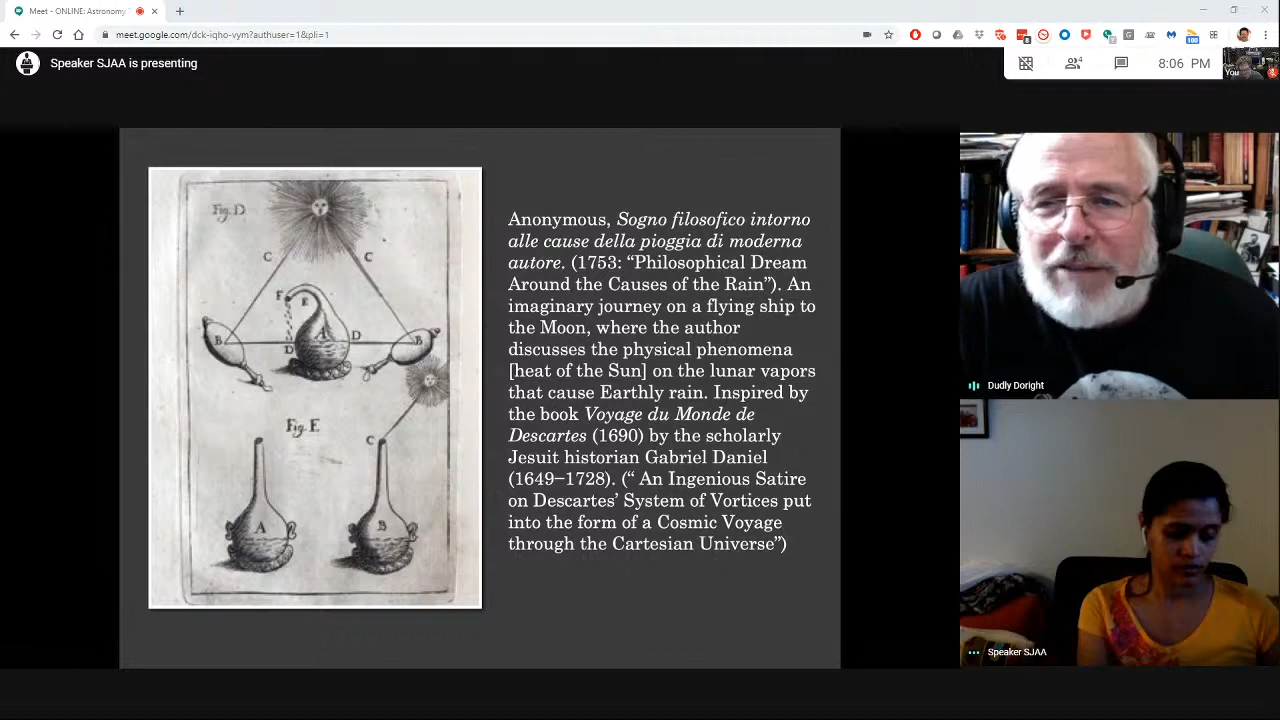 Meet - ONLINE: Astronomy
meet.google.com/dck-iqho-vym?authuser=1&pli=1
Speaker SJAA is presenting
4
8:06 PM
You
8
100
Fig. D
C
C
F
E
A
B
D
D
B
Fig. E
C
A
B
Anonymous, Sogno filosofico intorno
alle cause della pioggia di moderna
autore. (1753: “Philosophical Dream
Around the Causes of the Rain”). An
imaginary journey on a flying ship to
the Moon, where the author
discusses the physical phenomena
[heat of the Sun] on the lunar vapors
that cause Earthly rain. Inspired by
the book Voyage du Monde de
Descartes (1690) by the scholarly
Jesuit historian Gabriel Daniel
(1649–1728). (“ An Ingenious Satire
on Descartes’ System of Vortices put
into the form of a Cosmic Voyage
through the Cartesian Universe”)
Dudly Doright
Speaker SJAA